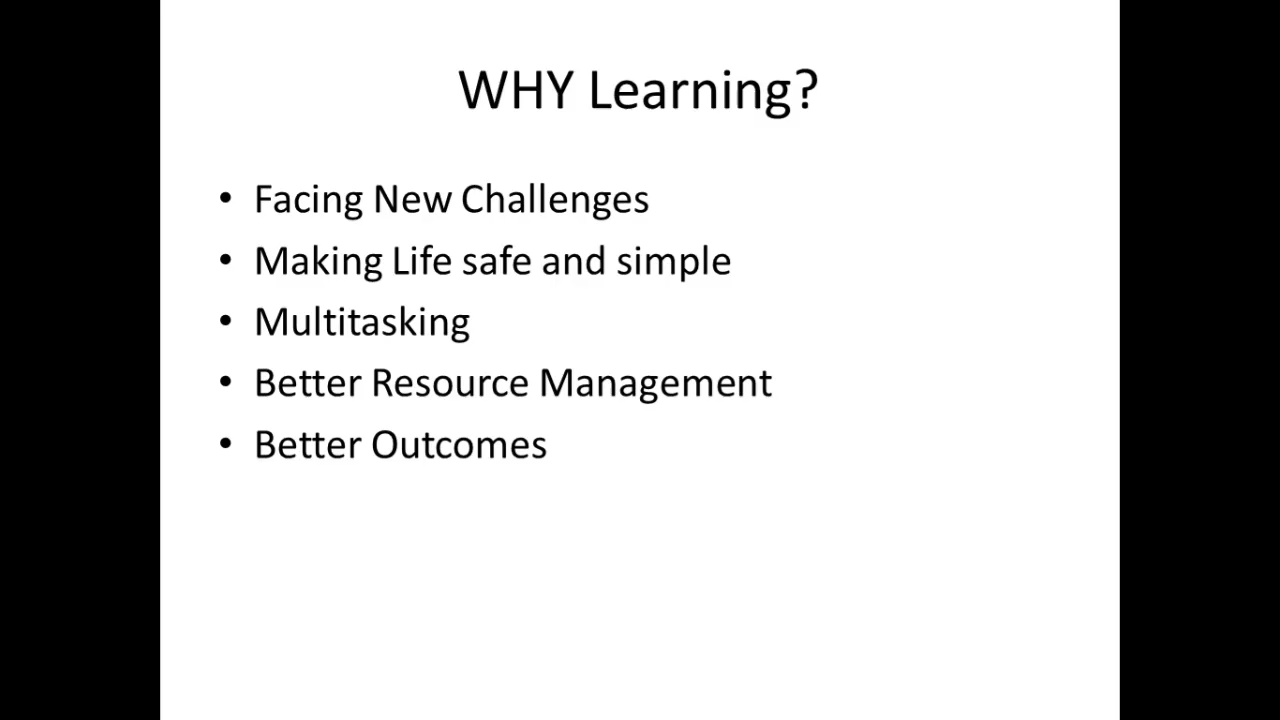 WHY Learning?
• Facing New Challenges
• Making Life safe and simple
• Multitasking
• Better Resource Management
• Better Outcomes